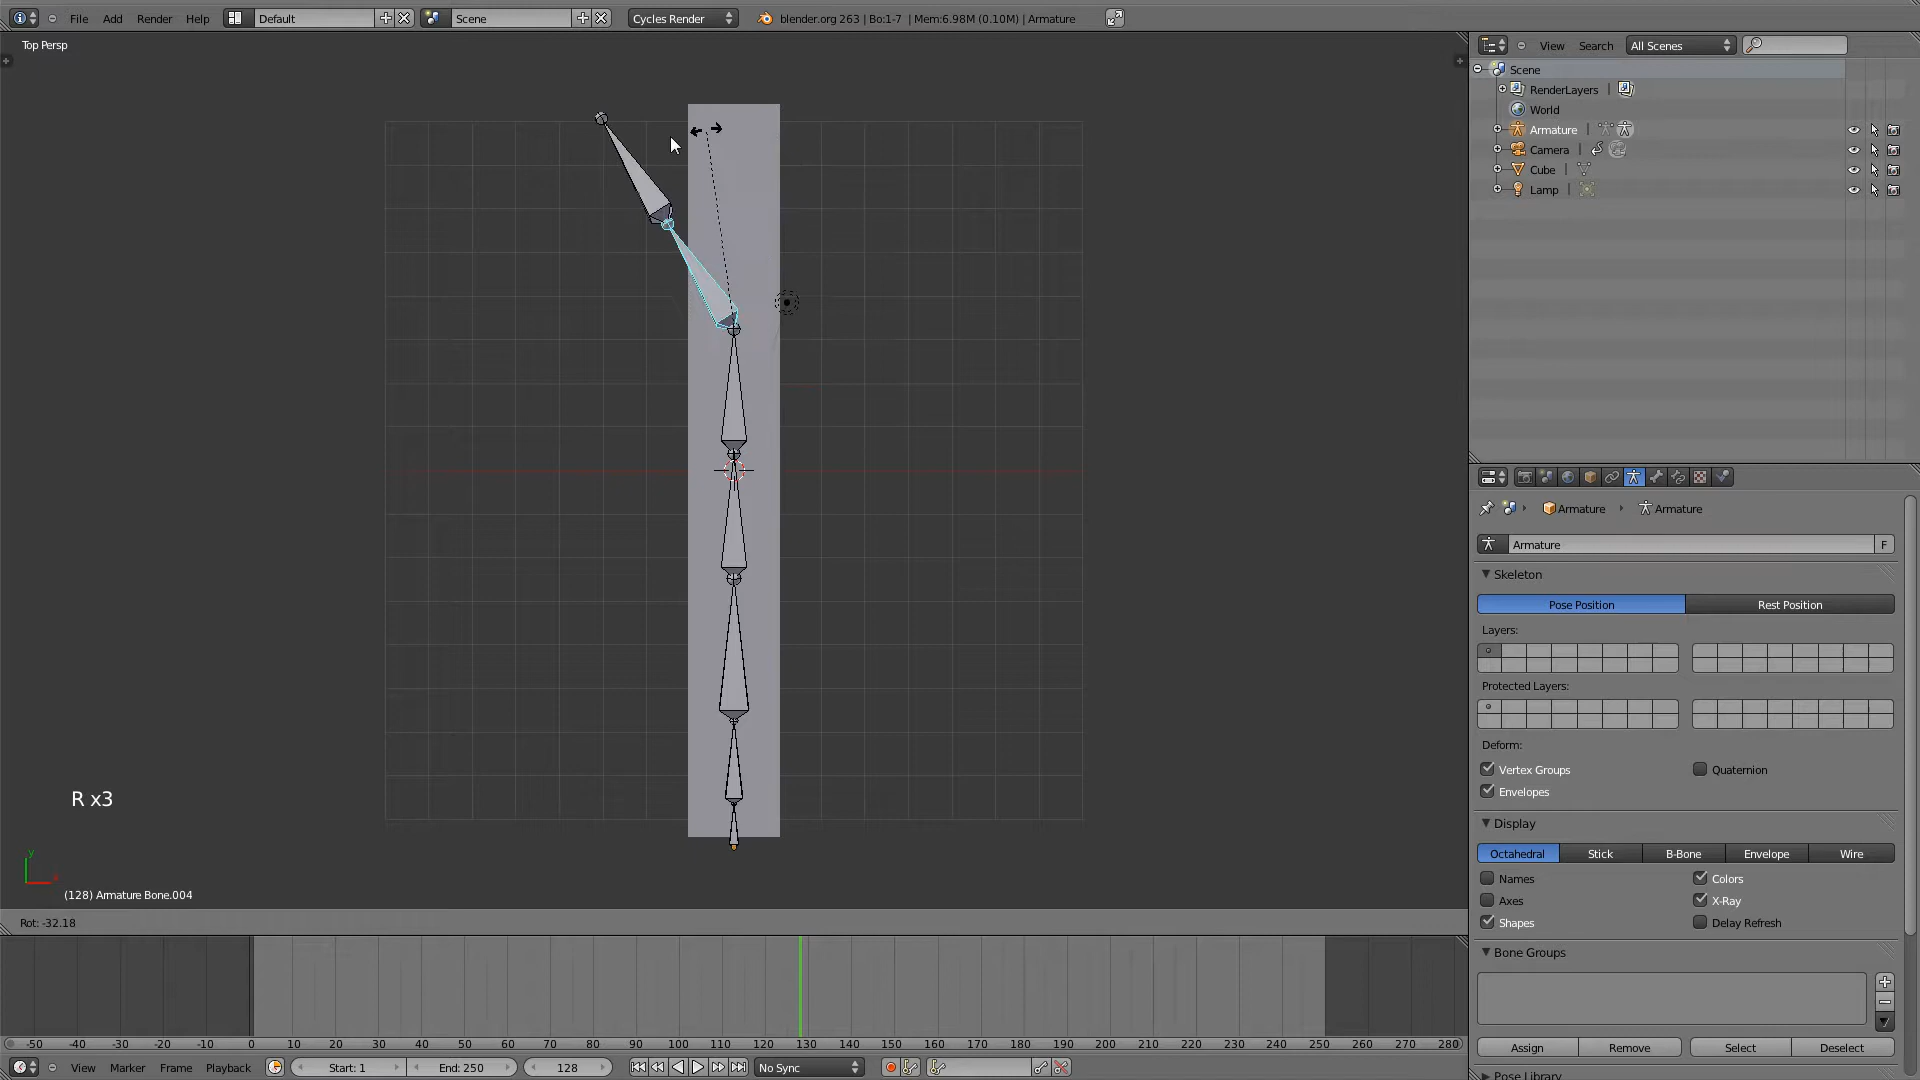 File Add Render Help Default Scene Cycles Render blender.org 263 | Bo:1-7 | Mem:6.98M (0.10M) | Armature
Top Persp
View Search All Scenes
Scene
RenderLayers |
World
Armature |
Camera |
Cube |
Lamp |
Armature Armature
Armature F
Skeleton
Pose Position Rest Position
Layers:
Protected Layers:
Deform:
Vertex Groups Quaternion
Envelopes
Display
Octahedral Stick B-Bone Envelope Wire
Names Colors
Axes X-Ray
Shapes Delay Refresh
Bone Groups
Assign Remove Select Deselect
Pose Library
R x3
y
(128) Armature Bone.004
Rot: -32.18
-50 -40 -30 -20 -10 0 10 20 30 40 50 60 70 80 90 100 110 120 130 140 150 160 170 180 190 200 210 220 230 240 250 260 270 280
View Marker Frame Playback Start: 1 End: 250 128 No Sync